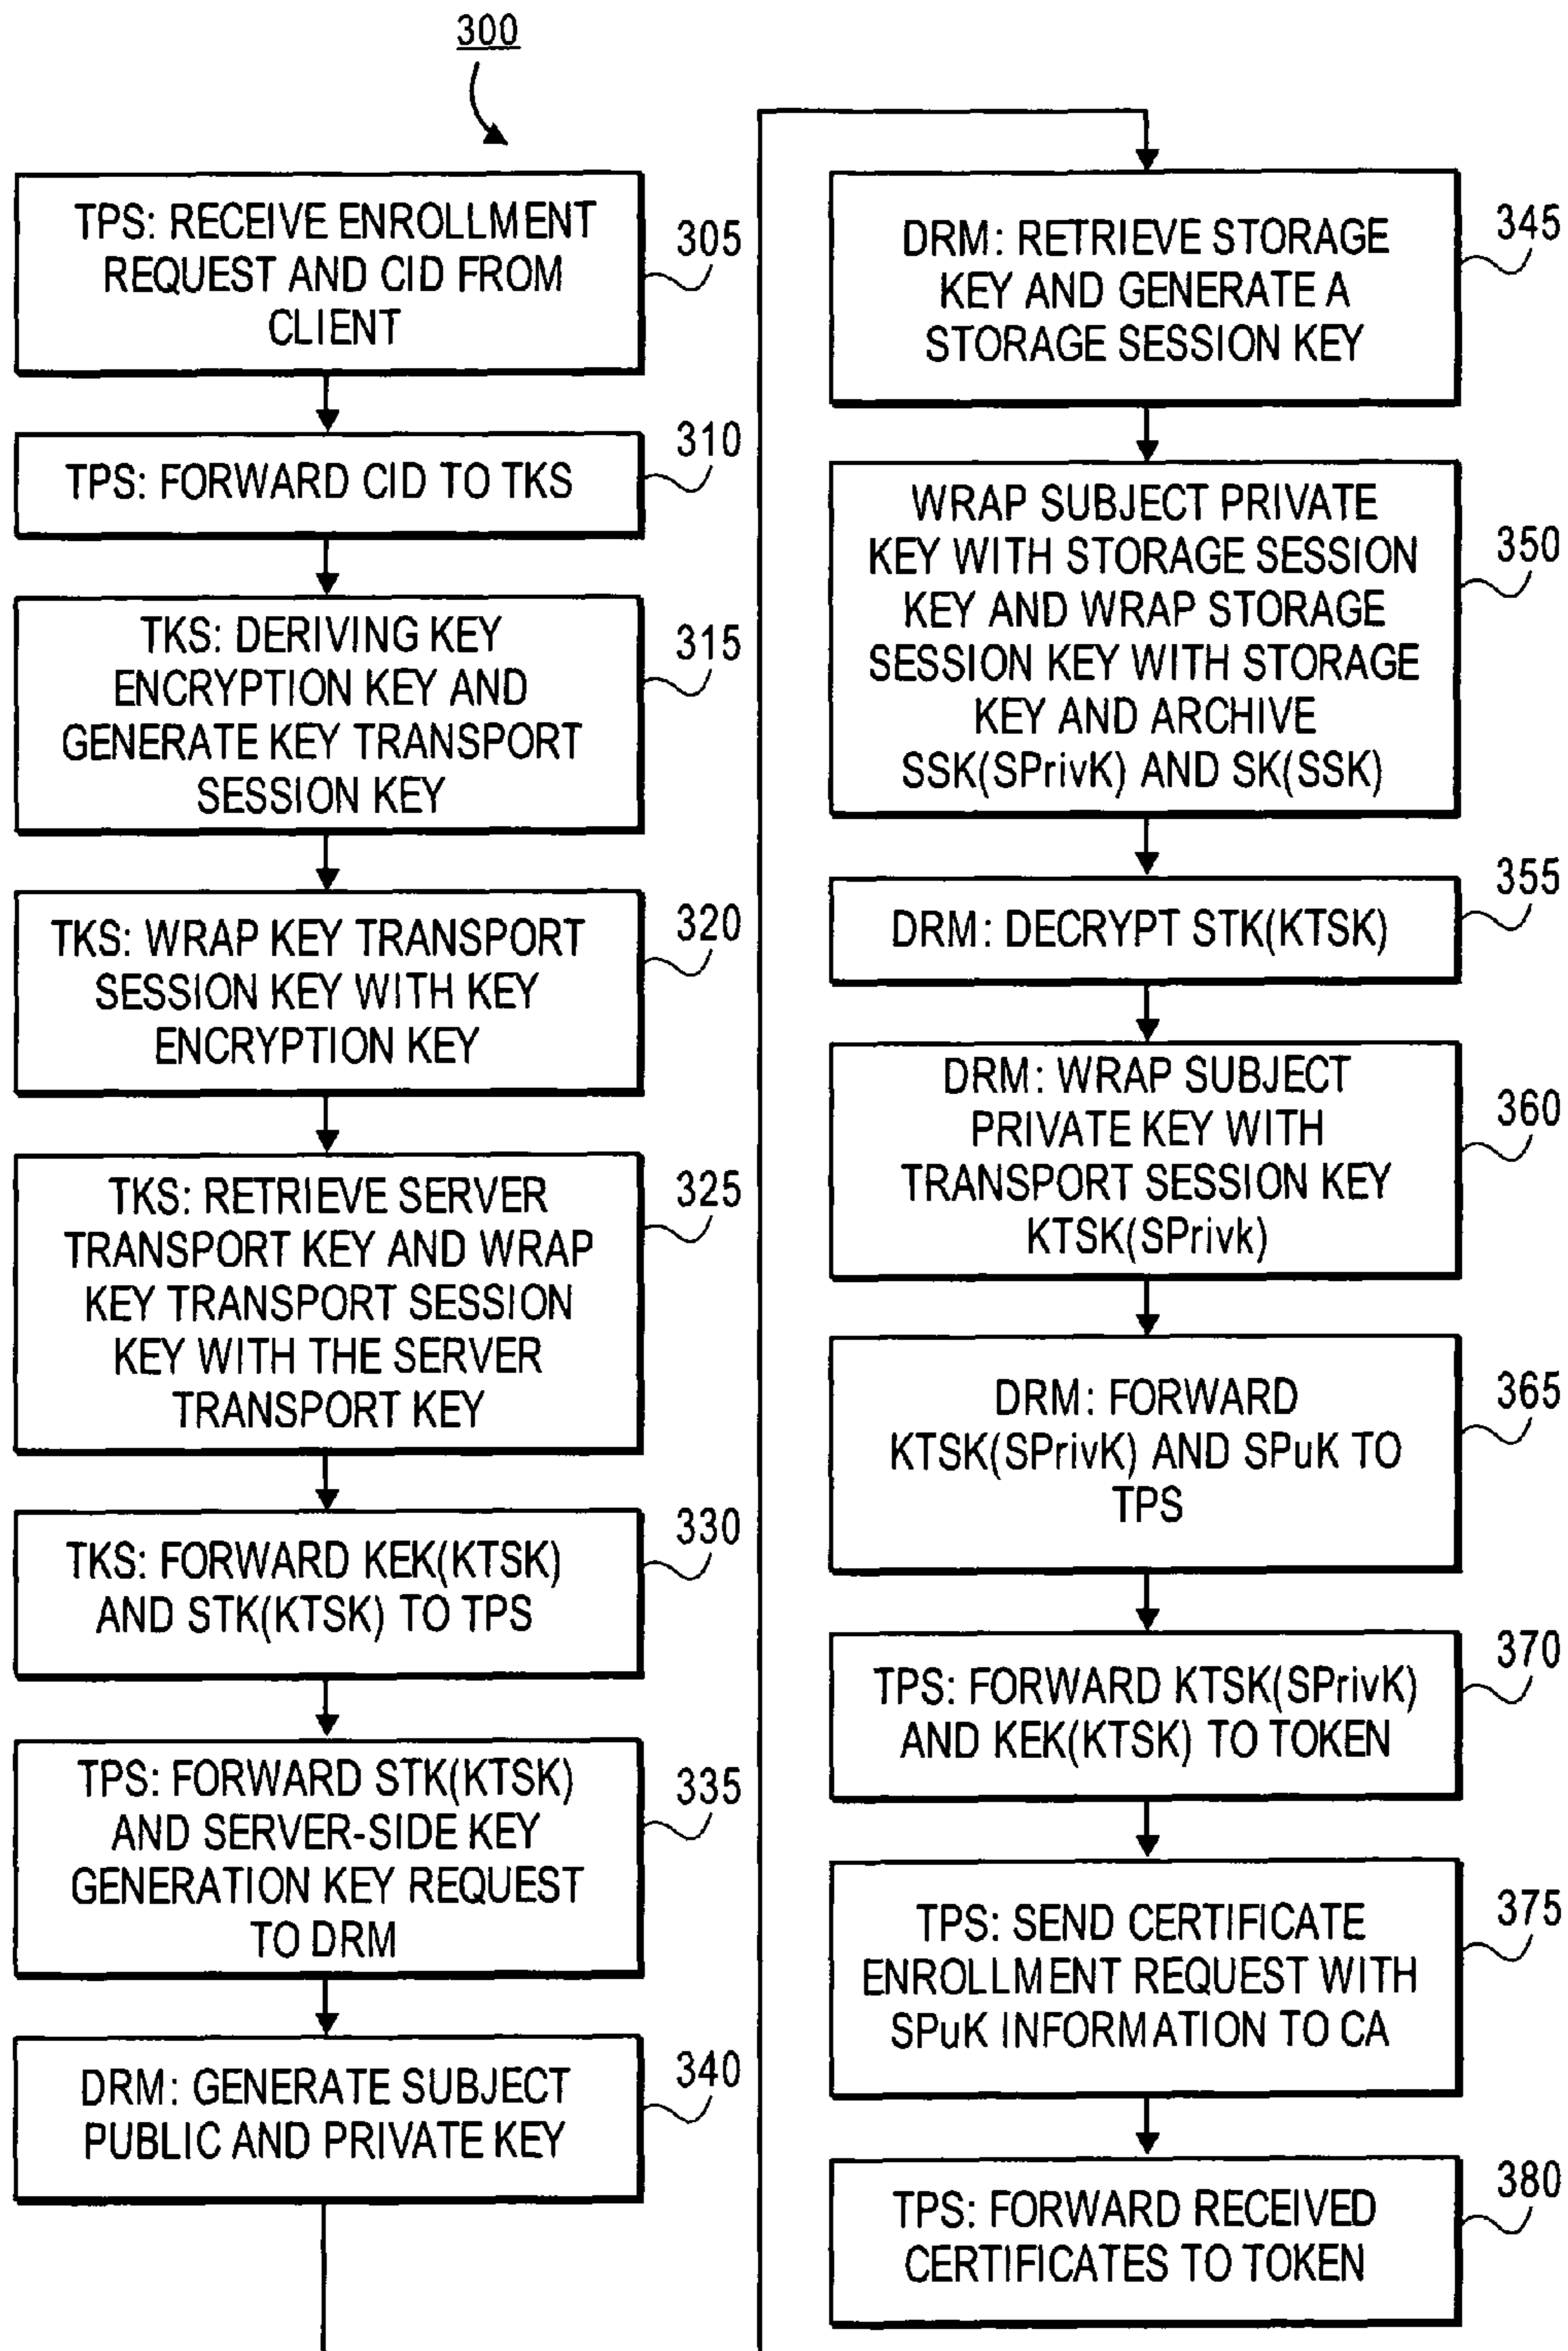 300
TPS: RECEIVE ENROLLMENT
REQUEST AND CID FROM
CLIENT
305
TPS: FORWARD CID TO TKS
310
TKS: DERIVING KEY
ENCRYPTION KEY AND
GENERATE KEY TRANSPORT
SESSION KEY
315
TKS: WRAP KEY TRANSPORT
SESSION KEY WITH KEY
ENCRYPTION KEY
320
TKS: RETRIEVE SERVER
TRANSPORT KEY AND WRAP
KEY TRANSPORT SESSION
KEY WITH THE SERVER
TRANSPORT KEY
325
TKS: FORWARD KEK(KTSK)
AND STK(KTSK) TO TPS
330
TPS: FORWARD STK(KTSK)
AND SERVER-SIDE KEY
GENERATION KEY REQUEST
TO DRM
335
DRM: GENERATE SUBJECT
PUBLIC AND PRIVATE KEY
340
DRM: RETRIEVE STORAGE
KEY AND GENERATE A
STORAGE SESSION KEY
345
WRAP SUBJECT PRIVATE
KEY WITH STORAGE SESSION
KEY AND WRAP STORAGE
SESSION KEY WITH STORAGE
KEY AND ARCHIVE
SSK(SPrivK) AND SK(SSK)
350
DRM: DECRYPT STK(KTSK)
355
DRM: WRAP SUBJECT
PRIVATE KEY WITH
TRANSPORT SESSION KEY
KTSK(SPrivk)
360
DRM: FORWARD
KTSK(SPrivK) AND SPuK TO
TPS
365
TPS: FORWARD KTSK(SPrivK)
AND KEK(KTSK) TO TOKEN
370
TPS: SEND CERTIFICATE
ENROLLMENT REQUEST WITH
SPuK INFORMATION TO CA
375
TPS: FORWARD RECEIVED
CERTIFICATES TO TOKEN
380